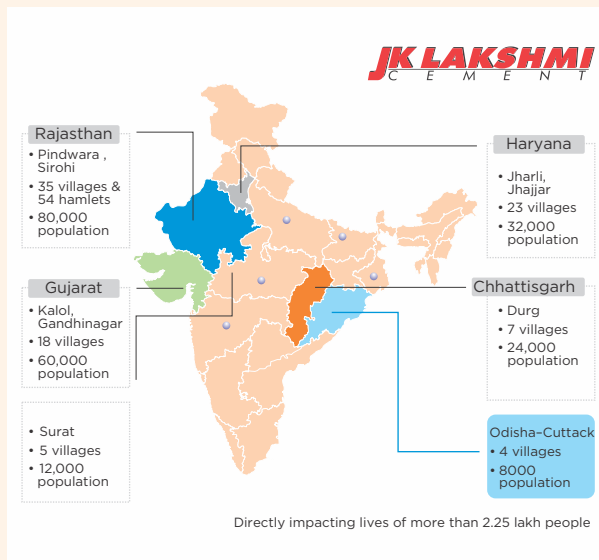 JK LAKSHMI
CEMENT
Rajasthan
• Pindwara ,
Sirohi
• 35 villages &
54 hamlets
• 80,000
population
Gujarat
• Kalol,
Gandhinagar
• 18 villages
• 60,000
population
• Surat
• 5 villages
• 12,000
population
Haryana
• Jharli,
Jhajjar
• 23 villages
• 32,000
population
Chhattisgarh
• Durg
• 7 villages
• 24,000
population
Odisha–Cuttack
• 4 villages
• 8000
population
Directly impacting lives of more than 2.25 lakh people